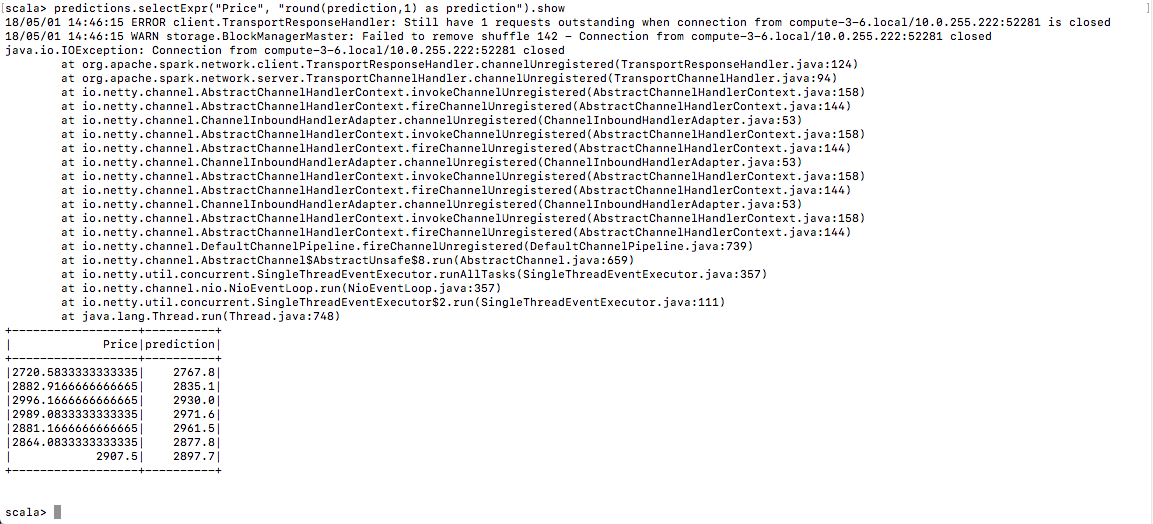 scala> predictions.selectExpr("Price", "round(prediction,1) as prediction").show
18/05/01 14:46:15 ERROR client.TransportResponseHandler: Still have 1 requests outstanding when connection from compute-3-6.local/10.0.255.222:52281 is closed
18/05/01 14:46:15 WARN storage.BlockManagerMaster: Failed to remove shuffle 142 - Connection from compute-3-6.local/10.0.255.222:52281 closed
java.io.IOException: Connection from compute-3-6.local/10.0.255.222:52281 closed
        at org.apache.spark.network.client.TransportResponseHandler.channelUnregistered(TransportResponseHandler.java:124)
        at org.apache.spark.network.server.TransportChannelHandler.channelUnregistered(TransportChannelHandler.java:94)
        at io.netty.channel.AbstractChannelHandlerContext.invokeChannelUnregistered(AbstractChannelHandlerContext.java:158)
        at io.netty.channel.AbstractChannelHandlerContext.fireChannelUnregistered(AbstractChannelHandlerContext.java:144)
        at io.netty.channel.ChannelInboundHandlerAdapter.channelUnregistered(ChannelInboundHandlerAdapter.java:53)
        at io.netty.channel.AbstractChannelHandlerContext.invokeChannelUnregistered(AbstractChannelHandlerContext.java:158)
        at io.netty.channel.AbstractChannelHandlerContext.fireChannelUnregistered(AbstractChannelHandlerContext.java:144)
        at io.netty.channel.ChannelInboundHandlerAdapter.channelUnregistered(ChannelInboundHandlerAdapter.java:53)
        at io.netty.channel.AbstractChannelHandlerContext.invokeChannelUnregistered(AbstractChannelHandlerContext.java:158)
        at io.netty.channel.AbstractChannelHandlerContext.fireChannelUnregistered(AbstractChannelHandlerContext.java:144)
        at io.netty.channel.ChannelInboundHandlerAdapter.channelUnregistered(ChannelInboundHandlerAdapter.java:53)
        at io.netty.channel.AbstractChannelHandlerContext.invokeChannelUnregistered(AbstractChannelHandlerContext.java:158)
        at io.netty.channel.AbstractChannelHandlerContext.fireChannelUnregistered(AbstractChannelHandlerContext.java:144)
        at io.netty.channel.DefaultChannelPipeline.fireChannelUnregistered(DefaultChannelPipeline.java:739)
        at io.netty.channel.AbstractChannel$AbstractUnsafe$8.run(AbstractChannel.java:659)
        at io.netty.util.concurrent.SingleThreadEventExecutor.runAllTasks(SingleThreadEventExecutor.java:357)
        at io.netty.channel.nio.NioEventLoop.run(NioEventLoop.java:357)
        at io.netty.util.concurrent.SingleThreadEventExecutor$2.run(SingleThreadEventExecutor.java:111)
        at java.lang.Thread.run(Thread.java:748)
+------------------+----------+
|             Price|prediction|
+------------------+----------+
|2720.5833333333335|    2767.8|
|2882.9166666666665|    2835.1|
|2996.1666666666665|    2930.0|
|2989.0833333333335|    2971.6|
|2881.1666666666665|    2961.5|
|2864.0833333333335|    2877.8|
|            2907.5|    2897.7|
+------------------+----------+
scala>